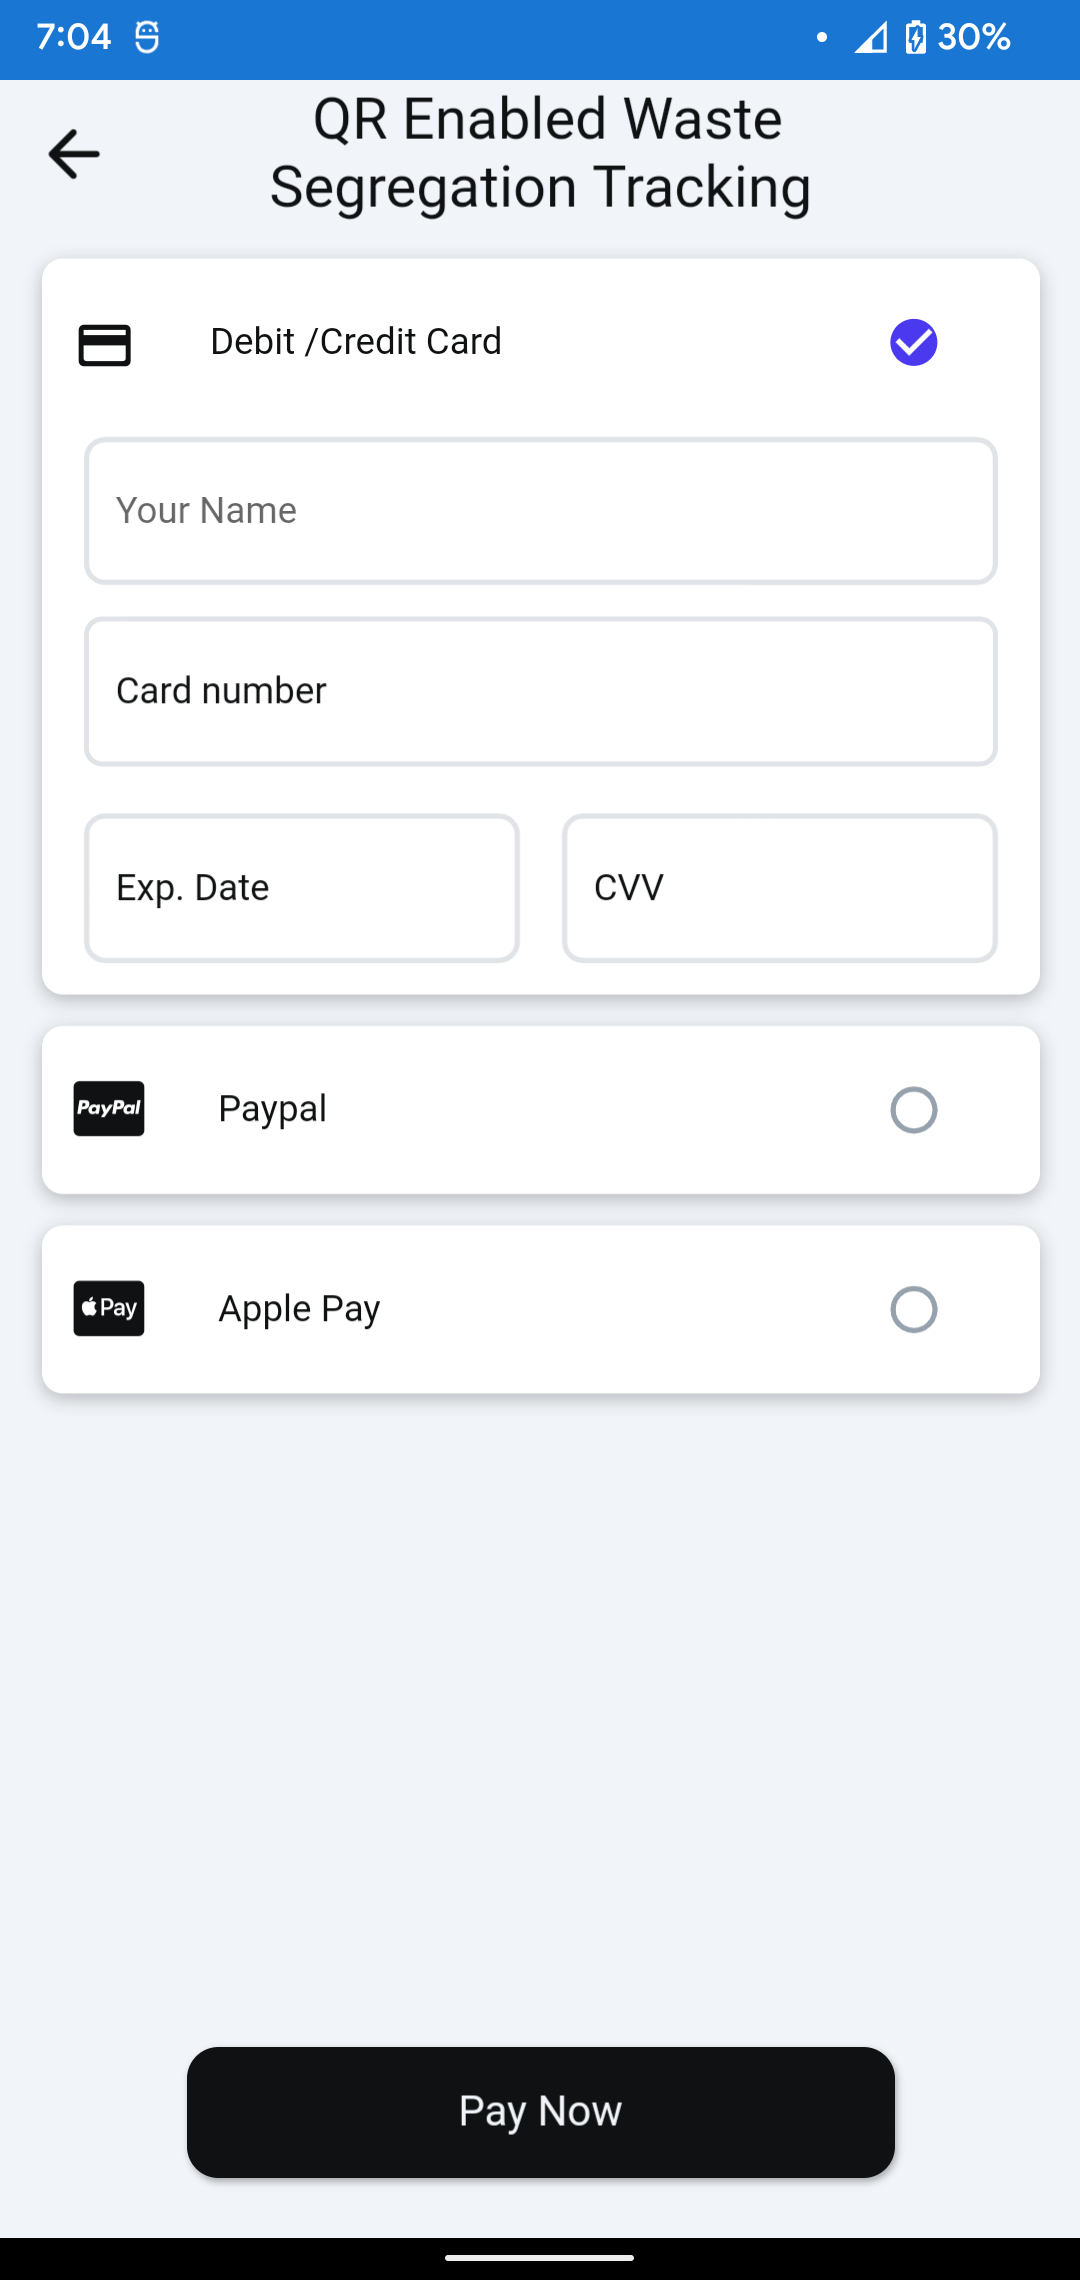 7:04
30%
QR Enabled Waste
Segregation Tracking
Debit /Credit Card
Your Name
Card number
Exp. Date
CVV
PayPal
Paypal
Pay
Apple Pay
Pay Now